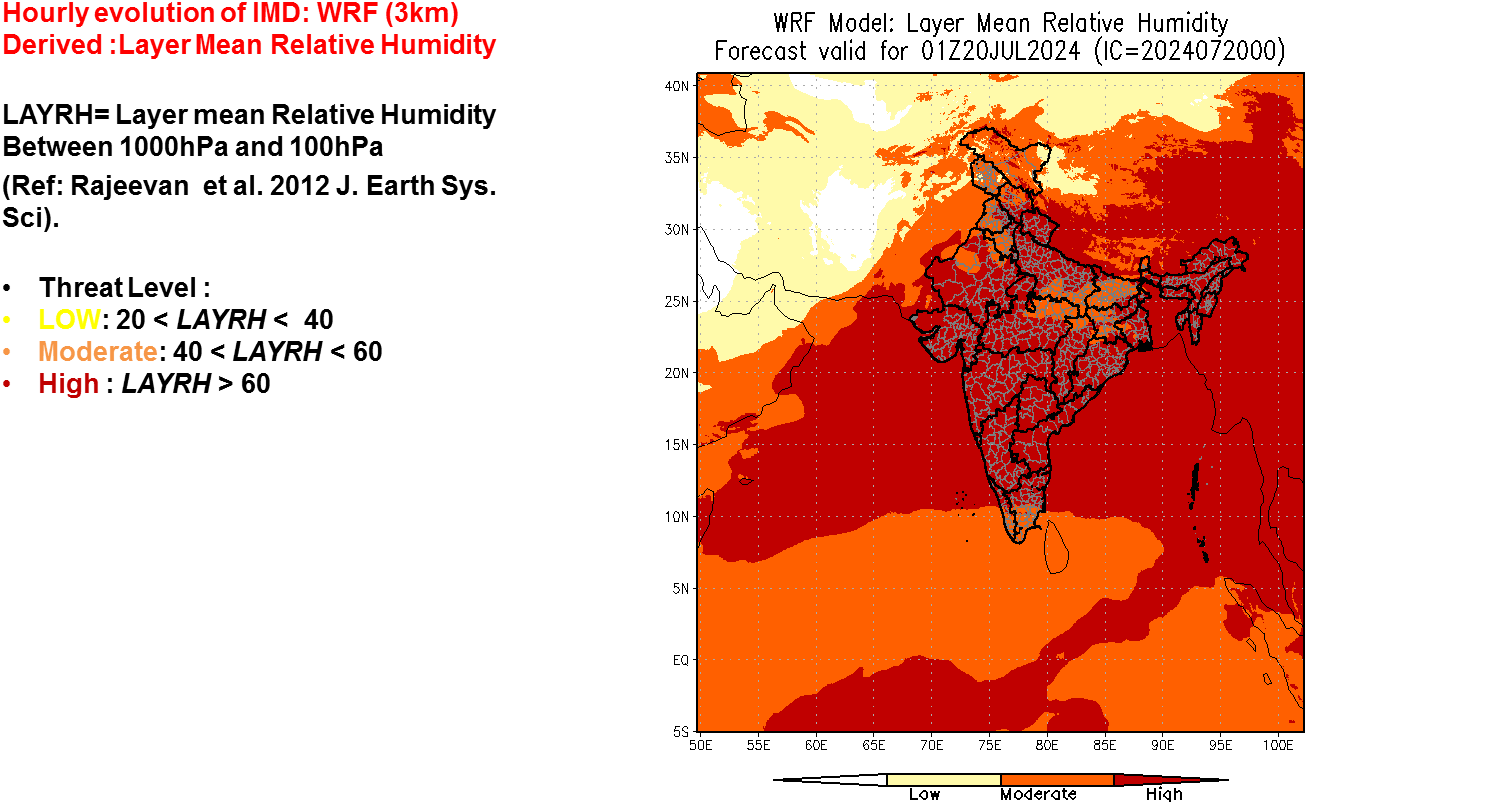 Hourly evolution of IMD: WRF (3km)
Derived :Layer Mean Relative Humidity
LAYRH= Layer mean Relative Humidity
Between 1000hPa and 100hPa
(Ref: Rajeevan et al. 2012 J. Earth Sys.
Sci).
• Threat Level :
• LOW: 20 < LAYRH < 40
• Moderate: 40 < LAYRH < 60
• High : LAYRH > 60
WRF Model: Layer Mean Relative Humidity
Forecast valid for 01Z20JUL2024 (IC=2024072000)
40N
35N
30N
25N
20N
15N
10N
5N
EQ
5S
50E 55E 60E 65E 70E 75E 80E 85E 90E 95E 100E
Low Moderate High